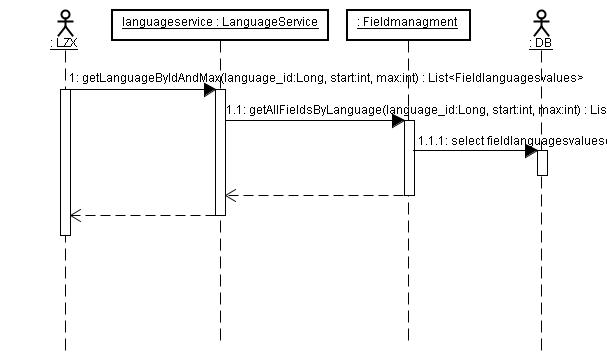 languageservice : LanguageService
: Fieldmanagment
: LZX
: DB
1: getLanguageByIdAndMax(language_id:Long, start:int, max:int) : List<Fieldlanguagesvalues>
1.1: getAllFieldsByLanguage(language_id:Long, start:int, max:int) : List
1.1.1: select fieldlanguagesvalues